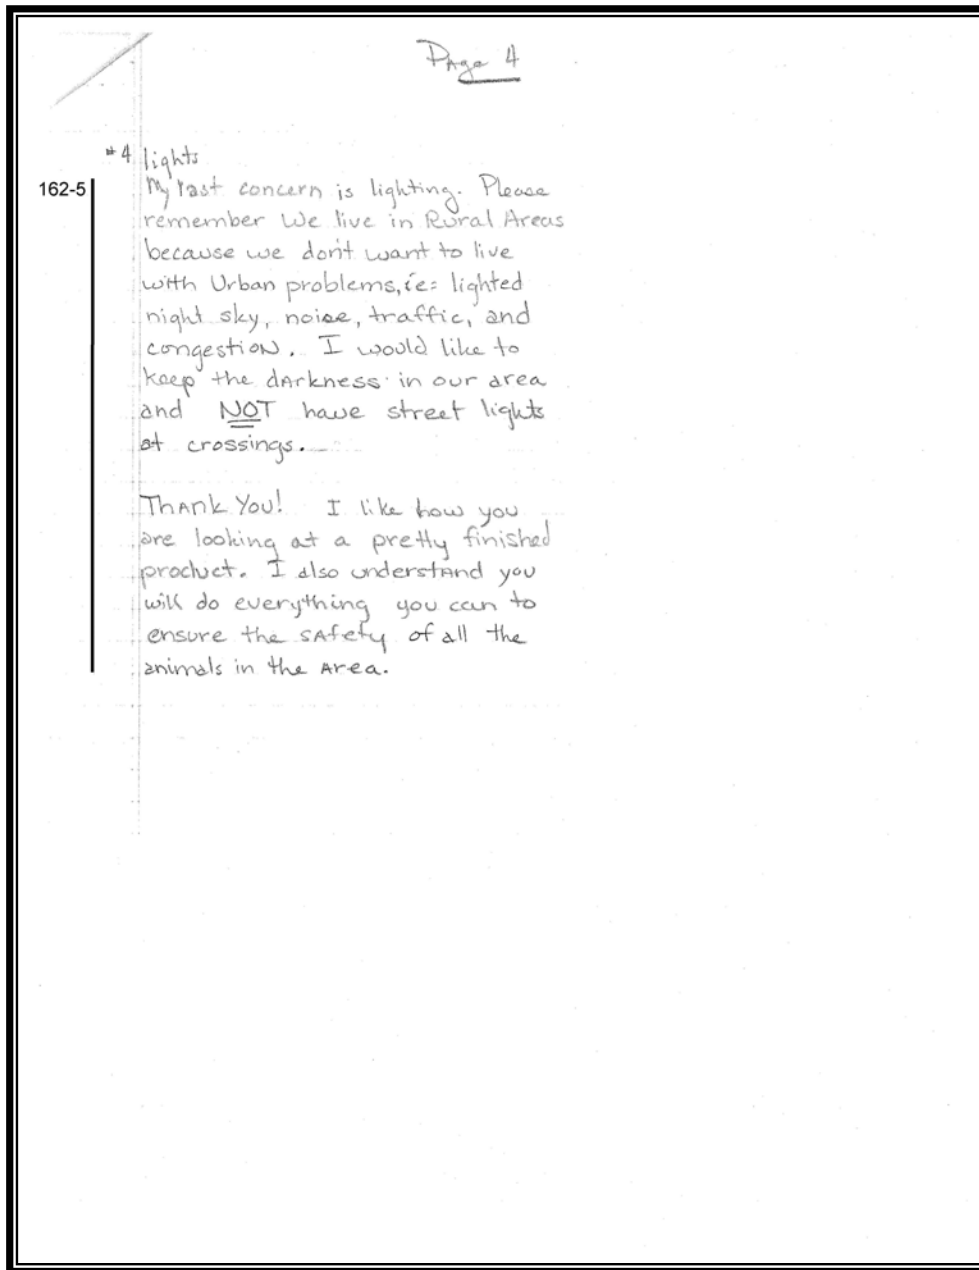 Page 4
#4 lights
162-5
My last concern is lighting. Please
remember We live in Rural Areas
because we don't want to live
with Urban problems, ie: lighted
night sky, noise, traffic, and
congestion. I would like to
keep the darkness in our area
and NOT have street lights
at crossings.
Thank You! I like how you
are looking at a pretty finished
product. I also understand you
will do everything you can to
ensure the safety of all the
animals in the Area.